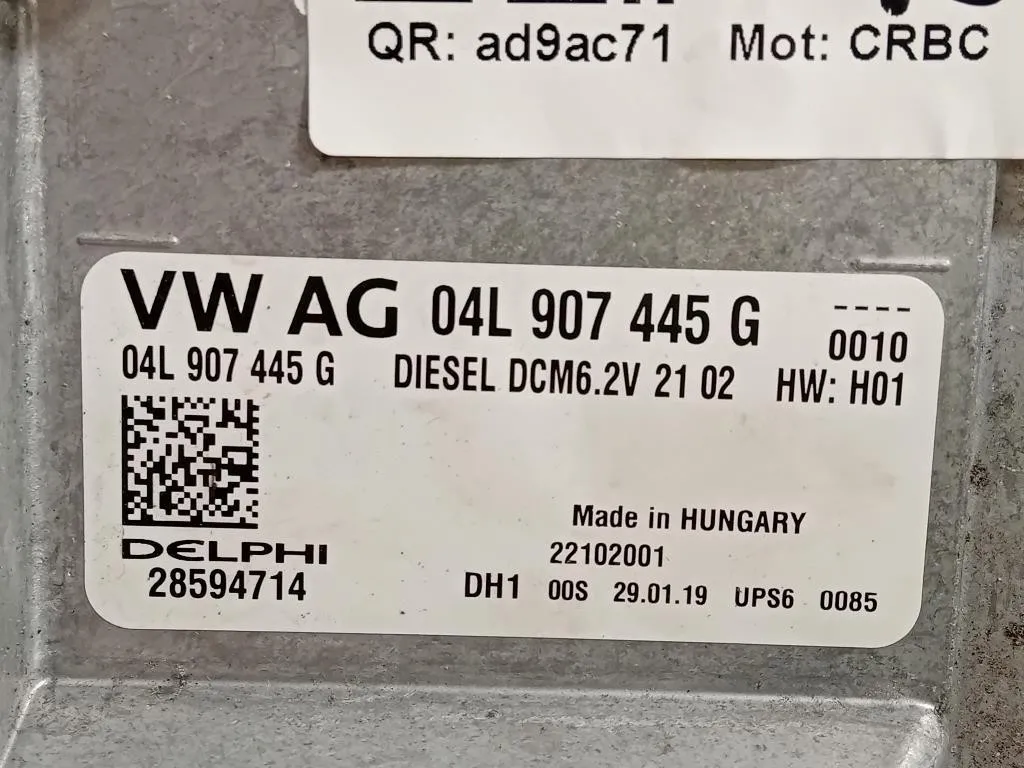 QR: ad9ac71 Mot: CRBC
VW AG 04L 907 445 G ----
0010
04L 907 445 G DIESEL DCM6.2V 21 02 HW: H01
Made in HUNGARY
DELPHI 22102001
28594714 DH1 00S 29.01.19 UPS6 0085